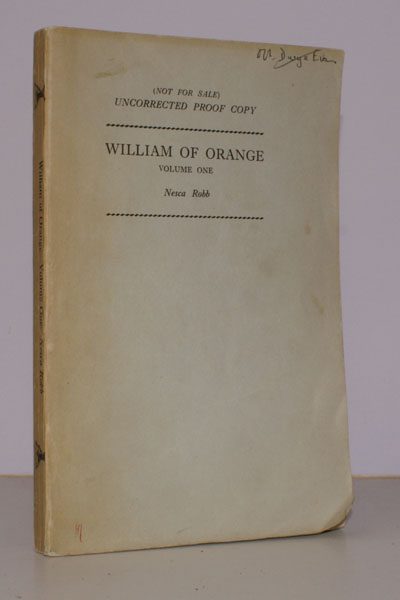 (NOT FOR SALE)
UNCORRECTED PROOF COPY
WILLIAM OF ORANGE
VOLUME ONE
Nesca Robb
William of Orange Volume One Nesca Robb